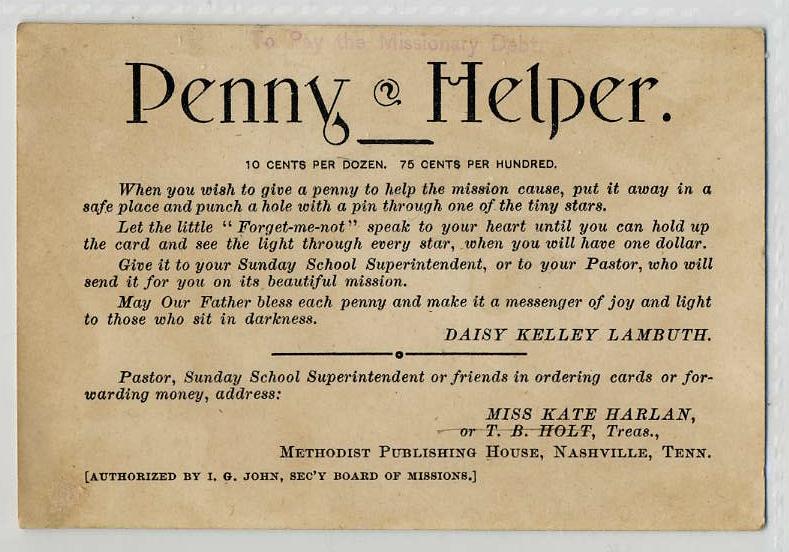 To Pay the Missionary Debt.
Penny Helper.
10 CENTS PER DOZEN. 75 CENTS PER HUNDRED.
When you wish to give a penny to help the mission cause, put it away in a
safe place and punch a hole with a pin through one of the tiny stars.
Let the little "Forget-me-not" speak to your heart until you can hold up
the card and see the light through every star, when you will have one dollar.
Give it to your Sunday School Superintendent, or to your Pastor, who will
send it for you on its beautiful mission.
May Our Father bless each penny and make it a messenger of joy and light
to those who sit in darkness.
DAISY KELLEY LAMBUTH.
Pastor, Sunday School Superintendent or friends in ordering cards or for-
warding money, address:
MISS KATE HARLAN,
or T. B. HOLT, Treas.,
METHODIST PUBLISHING HOUSE, NASHVILLE, TENN.
[AUTHORIZED BY I. G. JOHN, SEC'Y BOARD OF MISSIONS.]